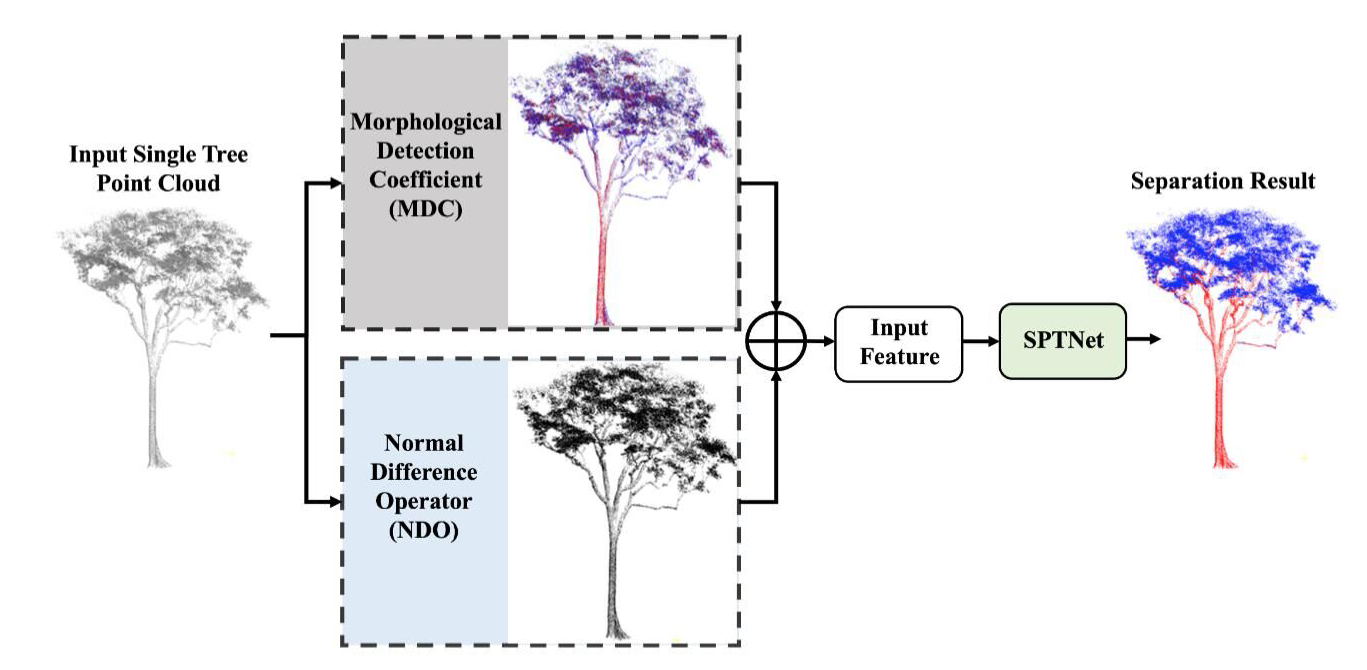 Input Single Tree
Point Cloud
Morphological
Detection
Coefficient
(MDC)
Normal
Difference
Operator
(NDO)
Input
Feature
SPTNet
Separation Result